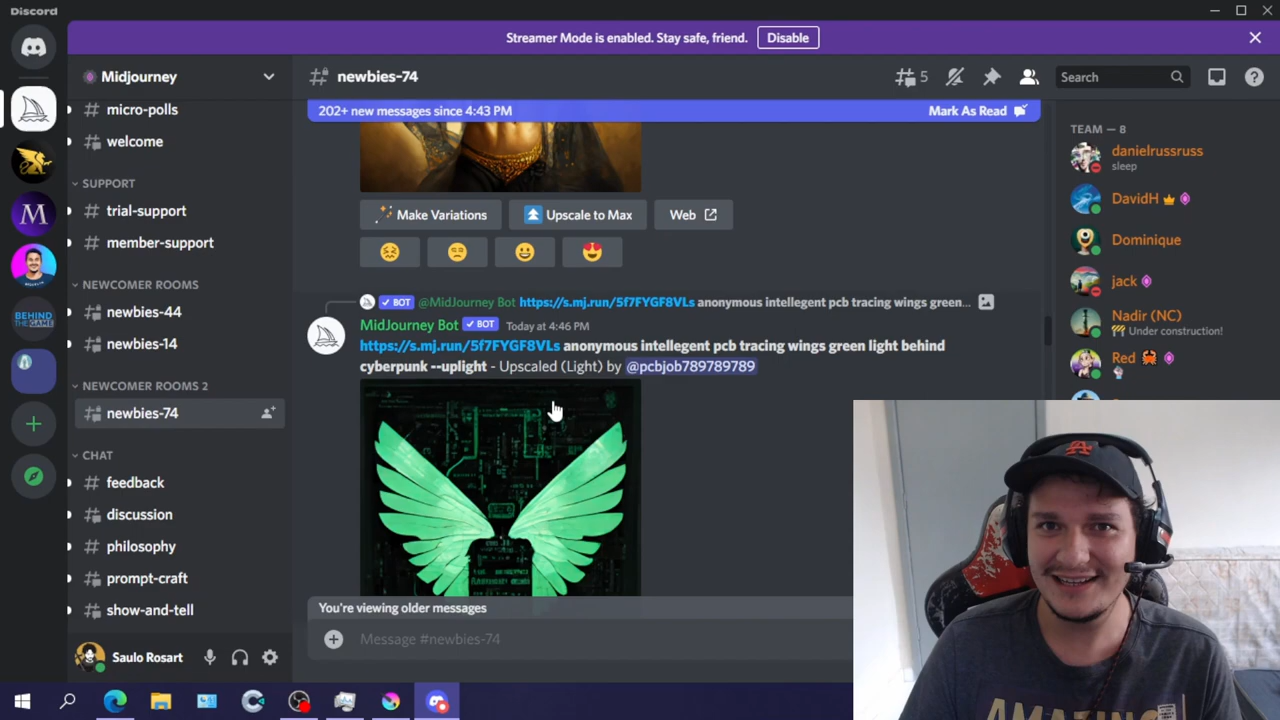 Discord
Streamer Mode is enabled. Stay safe, friend.
Disable
Midjourney
micro-polls
welcome
SUPPORT
trial-support
member-support
NEWCOMER ROOMS
newbies-44
newbies-14
NEWCOMER ROOMS 2
newbies-74
CHAT
feedback
discussion
philosophy
prompt-craft
show-and-tell
Saulo Rosart
M
BEHIND
THE GAME
newbies-74
5
Search
202+ new messages since 4:43 PM
Mark As Read
Make Variations
Upscale to Max
Web
BOT @MidJourney Bot https://s.mj.run/5f7FYGF8VLs anonymous intellegent pcb tracing wings green...
MidJourney Bot BOT Today at 4:46 PM
https://s.mj.run/5f7FYGF8VLs anonymous intellegent pcb tracing wings green light behind
cyberpunk --uplight - Upscaled (Light) by @pcbjob789789789
You're viewing older messages
Message #newbies-74
TEAM — 8
danielrussruss
sleep
DavidH
Dominique
jack
Nadir (NC)
Under construction!
Red
A
AMAZING